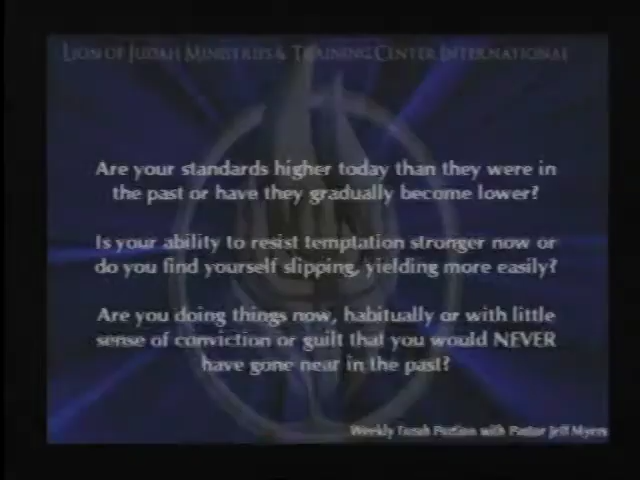 LION OF JUDAH MINISTRIES & TRAINING CENTER INTERNATIONAL
Are your standards higher today than they were in
the past or have they gradually become lower?
Is your ability to resist temptation stronger now or
do you find yourself slipping, yielding more easily?
Are you doing things now, habitually or with little
sense of conviction or guilt that you would NEVER
have gone near in the past?
Weekly Torah Portion with Pastor Jeff Myers